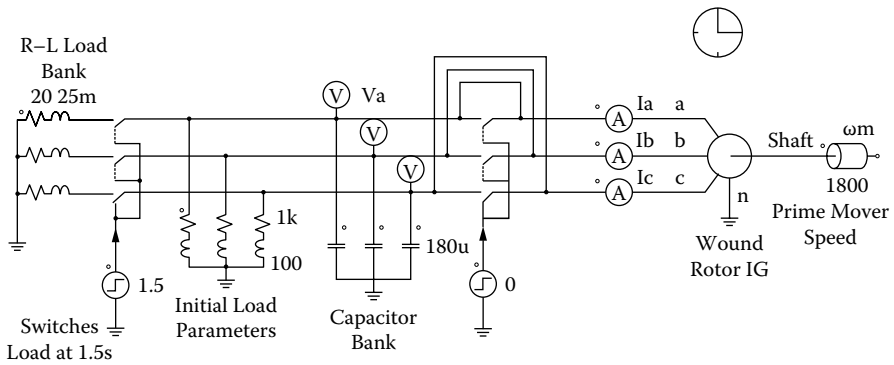 R–L Load
Bank
20 25m
V
Va
V
V
A
Ia a
A
Ib b
A
Ic c
n
Shaft
ωm
1800
Prime Mover
Speed
Wound
Rotor IG
1k
100
180u
1.5
0
Initial Load
Parameters
Capacitor
Bank
Switches
Load at 1.5s